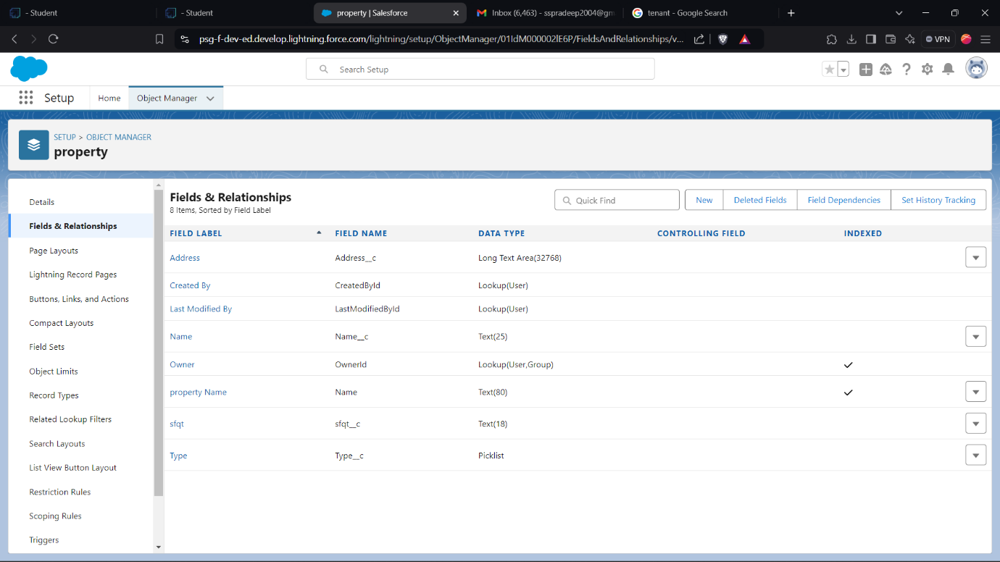 - Student
- Student
property | Salesforce
Inbox (6,463) - sspradeep2004@gm
tenant - Google Search
psg-f-dev-ed.develop.lightning.force.com/lightning/setup/ObjectManager/01IdM000002lE6P/FieldsAndRelationships/v...
VPN
Search Setup
Setup
Home
Object Manager
SETUP > OBJECT MANAGER
property
Details
Fields & Relationships
Page Layouts
Lightning Record Pages
Buttons, Links, and Actions
Compact Layouts
Field Sets
Object Limits
Record Types
Related Lookup Filters
Search Layouts
List View Button Layout
Restriction Rules
Scoping Rules
Triggers
Fields & Relationships
8 Items, Sorted by Field Label
Quick Find
New
Deleted Fields
Field Dependencies
Set History Tracking
FIELD LABEL FIELD NAME DATA TYPE CONTROLLING FIELD INDEXED
Address Address__c Long Text Area(32768)
Created By CreatedById Lookup(User)
Last Modified By LastModifiedById Lookup(User)
Name Name__c Text(25)
Owner OwnerId Lookup(User,Group)
property Name Name Text(80)
sfqt sfqt__c Text(18)
Type Type__c Picklist